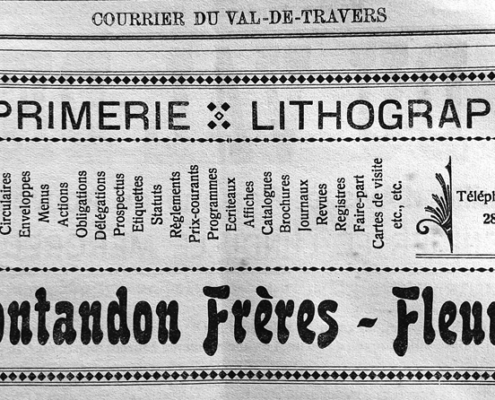 COURRIER DU VAL-DE-TRAVERS
PRIMERIE LITHOGRAP
Circulaires
Enveloppes
Menus
Actions
Obligations
Délégations
Prospectus
Etiquettes
Statuts
Règlements
Prix-courants
Programmes
Ecriteaux
Affiches
Catalogues
Brochures
Journaux
Revues
Registres
Faire-part
Cartes de visite
etc., etc.
Téléph
28
ontandon Frères - Fleur